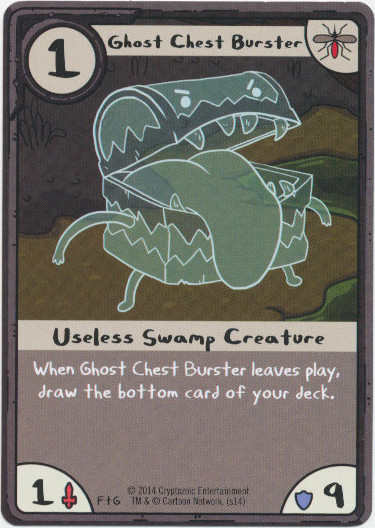 1
Ghost Chest Burster
Useless Swamp Creature
When Ghost Chest Burster leaves play,
draw the bottom card of your deck.
1
FtG
© 2014 Cryptozoic Entertainment
TM & © Cartoon Network. (s14)
9